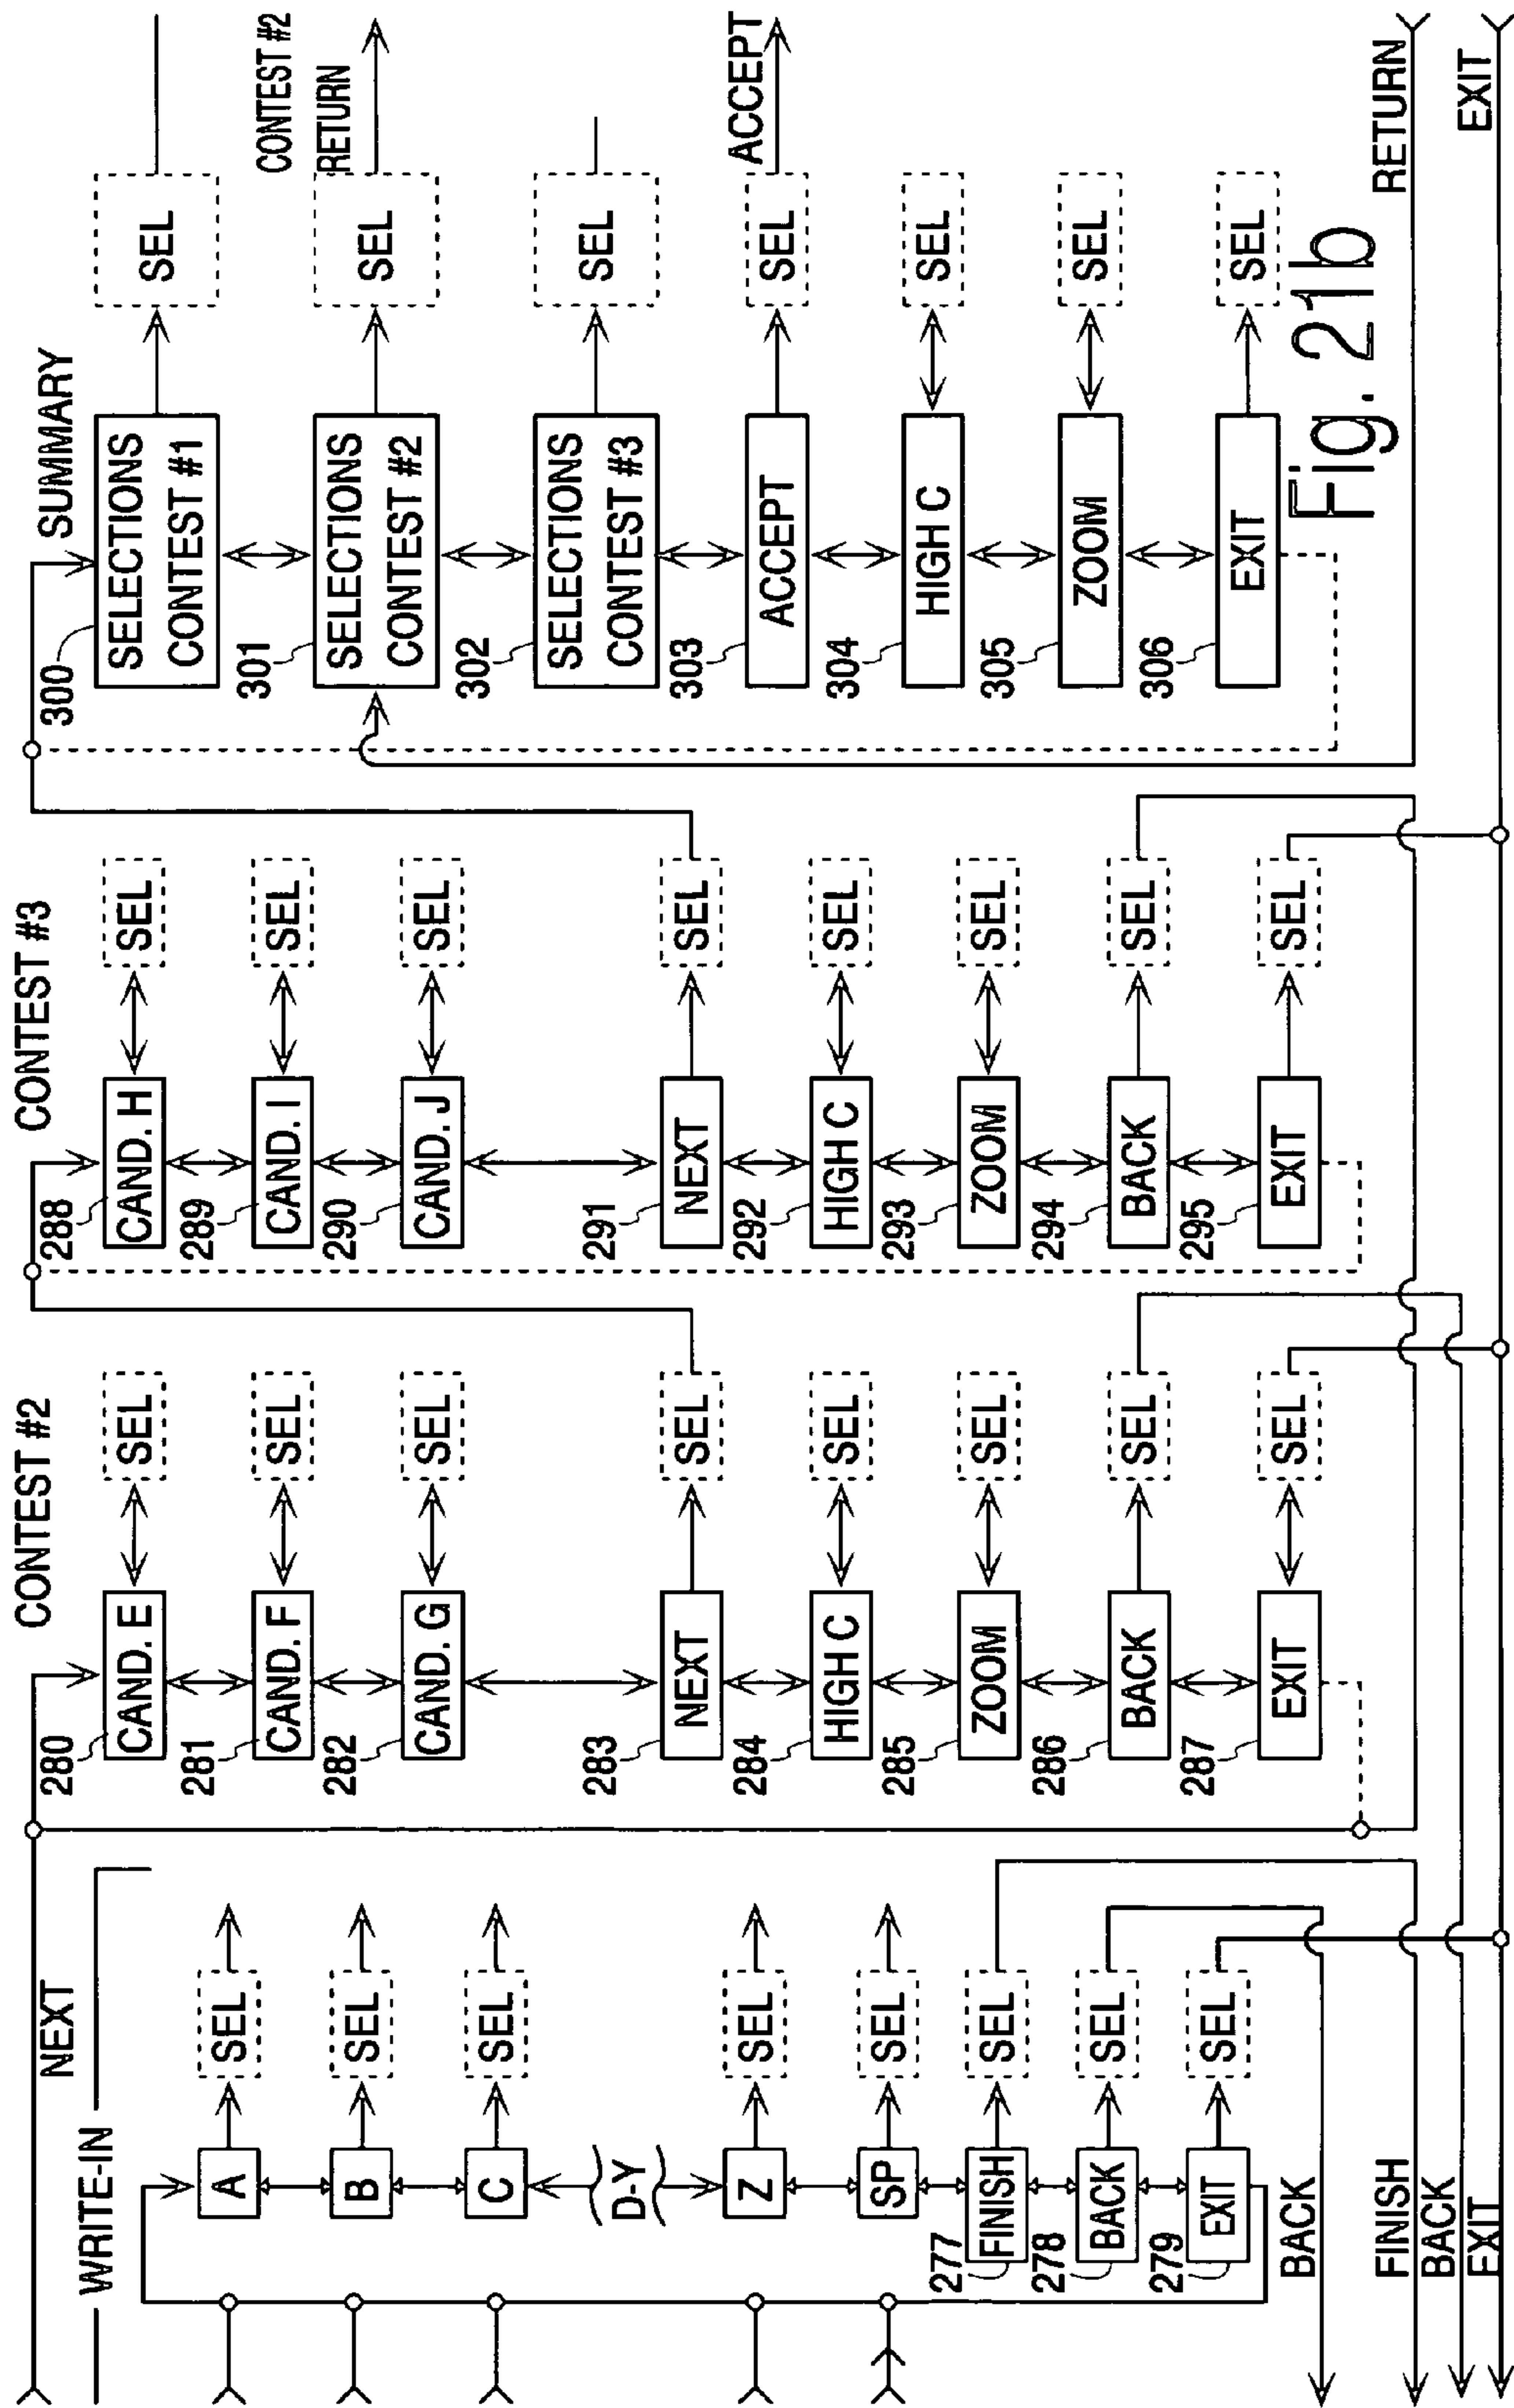 NEXT
WRITE-IN
A
SEL
B
SEL
C
SEL
D-Y
Z
SEL
SP
SEL
277
FINISH
SEL
278
BACK
SEL
279
EXIT
SEL
BACK
FINISH
BACK
EXIT
CONTEST #2
280
CAND. E
SEL
281
CAND. F
SEL
282
CAND. G
SEL
283
NEXT
SEL
284
HIGH C
SEL
285
ZOOM
SEL
286
BACK
SEL
287
EXIT
SEL
CONTEST #3
288
CAND. H
SEL
289
CAND. I
SEL
290
CAND. J
SEL
291
NEXT
SEL
292
HIGH C
SEL
293
ZOOM
SEL
294
BACK
SEL
295
EXIT
SEL
SUMMARY
300
SELECTIONS
CONTEST #1
SEL
301
SELECTIONS
CONTEST #2
SEL
CONTEST #2
RETURN
302
SELECTIONS
CONTEST #3
SEL
303
ACCEPT
SEL
ACCEPT
304
HIGH C
SEL
305
ZOOM
SEL
306
EXIT
SEL
Fig. 21b
RETURN
EXIT